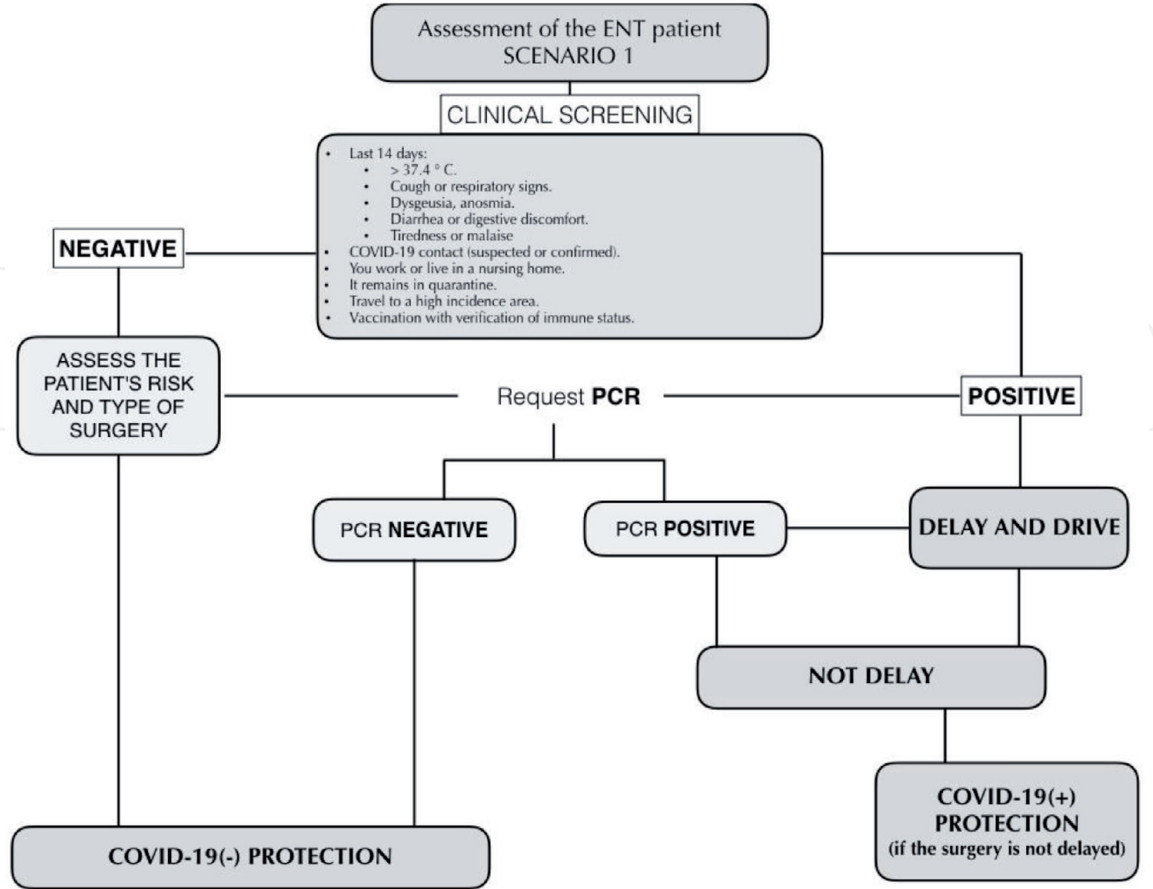 Assessment of the ENT patient
SCENARIO 1
CLINICAL SCREENING
• Last 14 days:
• > 37.4 ° C.
• Cough or respiratory signs.
• Dysgeusia, anosmia.
• Diarrhea or digestive discomfort.
• Tiredness or malaise
• COVID-19 contact (suspected or confirmed).
• You work or live in a nursing home.
• It remains in quarantine.
• Travel to a high incidence area.
• Vaccination with verification of immune status.
NEGATIVE
ASSESS THE
PATIENT'S RISK
AND TYPE OF
SURGERY
Request PCR
POSITIVE
PCR NEGATIVE
PCR POSITIVE
DELAY AND DRIVE
NOT DELAY
COVID-19(+)
PROTECTION
(if the surgery is not delayed)
COVID-19(-) PROTECTION